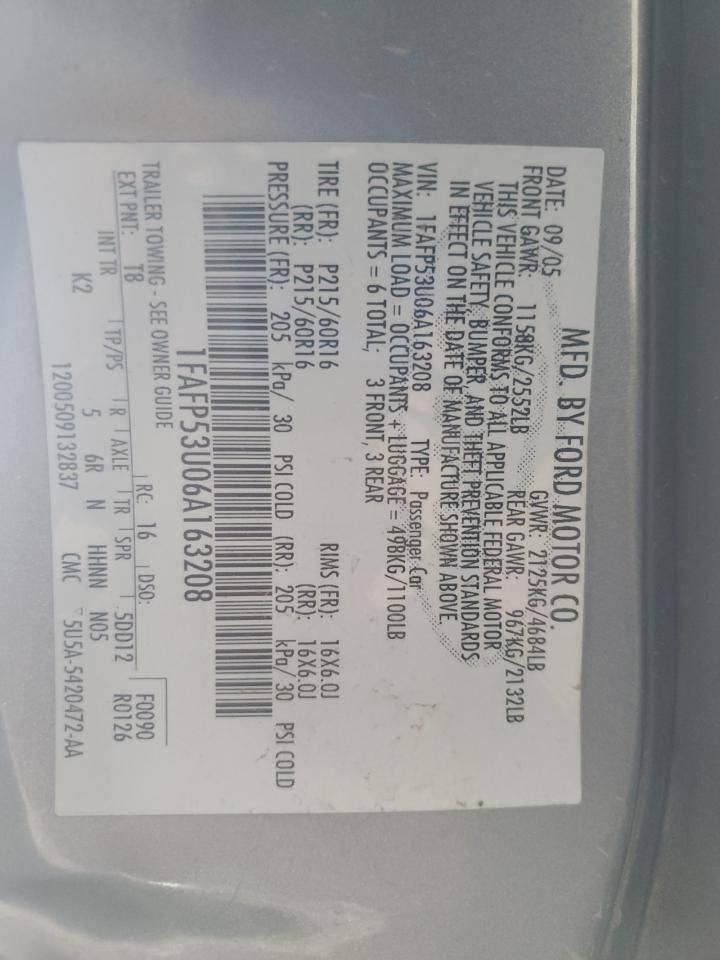 MFD. BY FORD MOTOR CO.
DATE: 09/05 GVWR: 2125KG/4684LB
FRONT GAWR: 1158KG/2552LB REAR GAWR: 967KG/2132LB
THIS VEHICLE CONFORMS TO ALL APPLICABLE FEDERAL MOTOR
VEHICLE SAFETY, BUMPER, AND THEFT PREVENTION STANDARDS
IN EFFECT ON THE DATE OF MANUFACTURE SHOWN ABOVE.
VIN: 1FAFP53U06A163208 TYPE: Passenger Car
MAXIMUM LOAD = OCCUPANTS + LUGGAGE = 498KG/1100LB
OCCUPANTS = 6 TOTAL; 3 FRONT, 3 REAR
TIRE (FR): P215/60R16 RIMS (FR): 16X6.0J
(RR): P215/60R16 (RR): 16X6.0J
PRESSURE (FR): 205 kPa/ 30 PSI COLD (RR): 205 kPa/ 30 PSI COLD
1FAFP53U06A163208
TRAILER TOWING - SEE OWNER GUIDE
EXT PNT: T8 RC: 16 DSO: F0090
5DD12 R0126
INT TR TP/PS R AXLE TR SPR
K2 5 6R N HHNN N05
1200509132837 CMC 5U5A-5420472-AA